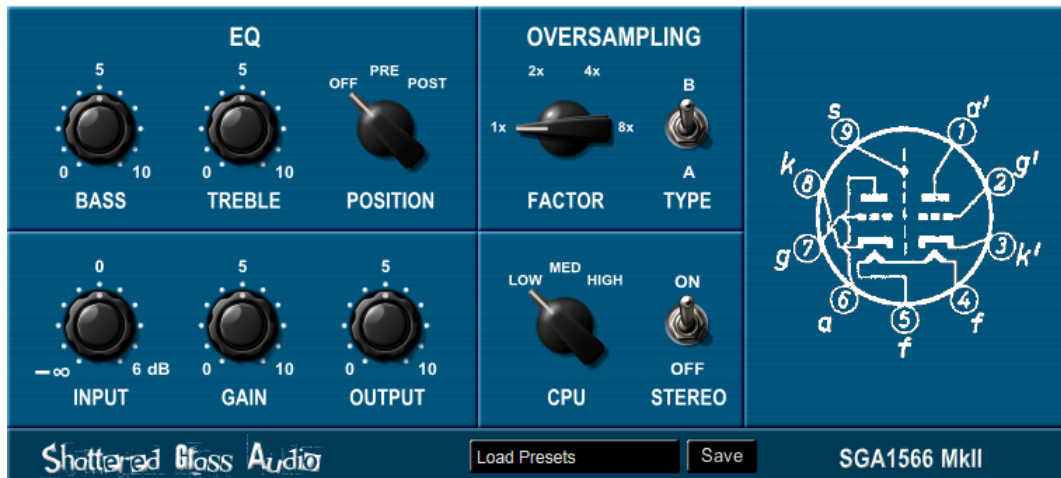 EQ
5
0 10
BASS
5
0 10
TREBLE
OFF PRE POST
POSITION
OVERSAMPLING
1x 2x 4x 8x
FACTOR
B
A
TYPE
0
-∞ 6 dB
INPUT
5
0 10
GAIN
5
0 10
OUTPUT
LOW MED HIGH
CPU
ON
OFF
STEREO
s 9
1 a'
k 8
2 g'
g 7
3 k'
a 6
5 f
4 f
Shattered Glass Audio
Load Presets
Save
SGA1566 MkII